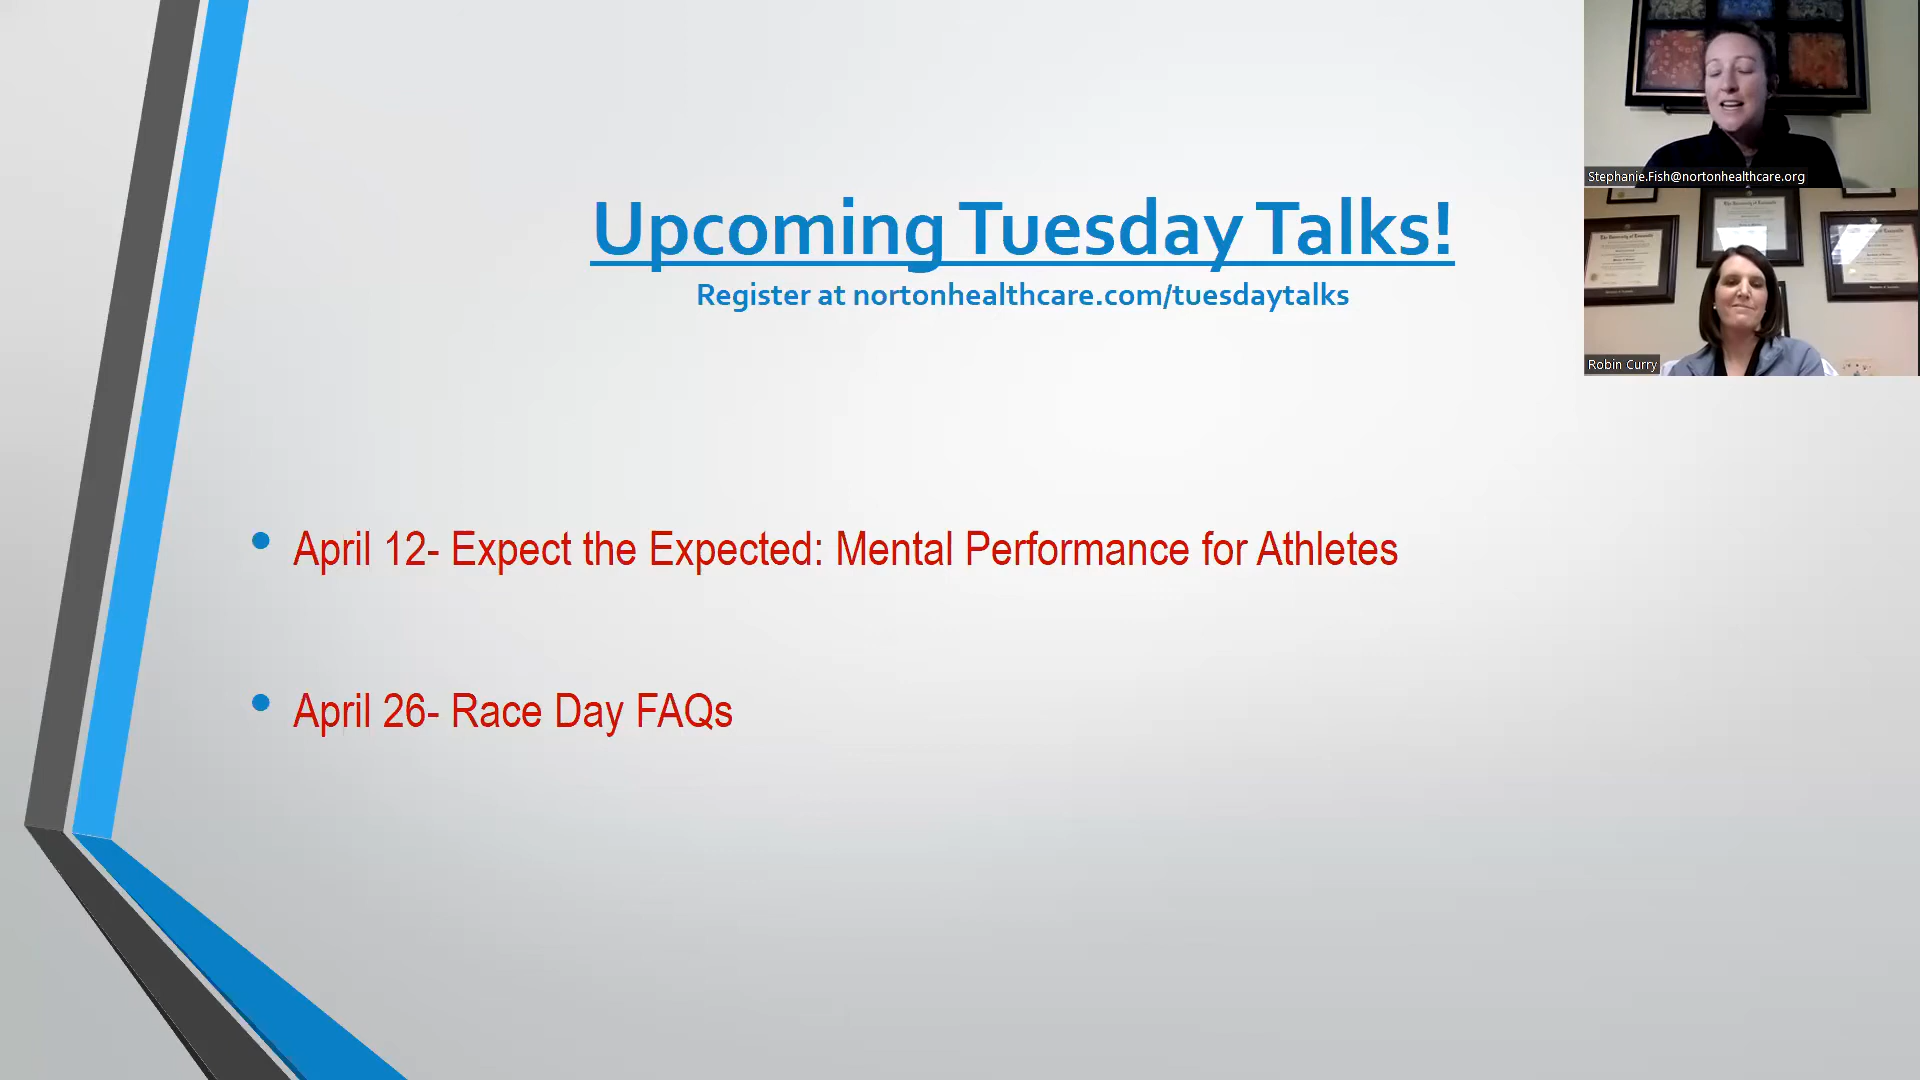 Upcoming Tuesday Talks!
Register at nortonhealthcare.com/tuesdaytalks
• April 12- Expect the Expected: Mental Performance for Athletes
• April 26- Race Day FAQs
Stephanie.Fish@nortonhealthcare.org
Robin Curry